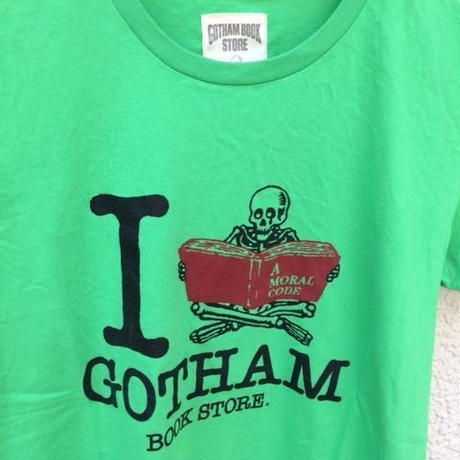 GOTHAM BOOK
STORE
I
A
MORAL
CODE
GOTHAM
BOOK STORE.